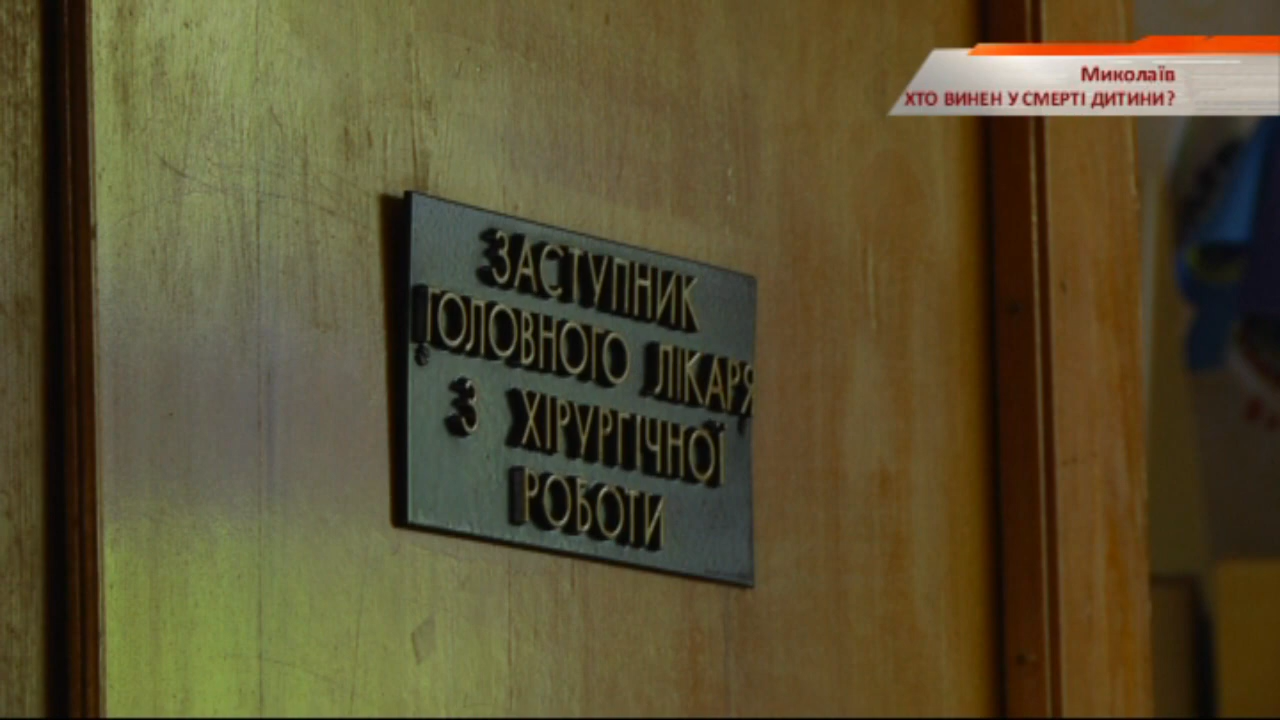 Миколаїв
ХТО ВИНЕН У СМЕРТІ ДИТИНИ?
ЗАСТУПНИК
ГОЛОВНОГО ЛІКАРЯ
З ХІРУРГІЧНОЇ
РОБОТИ